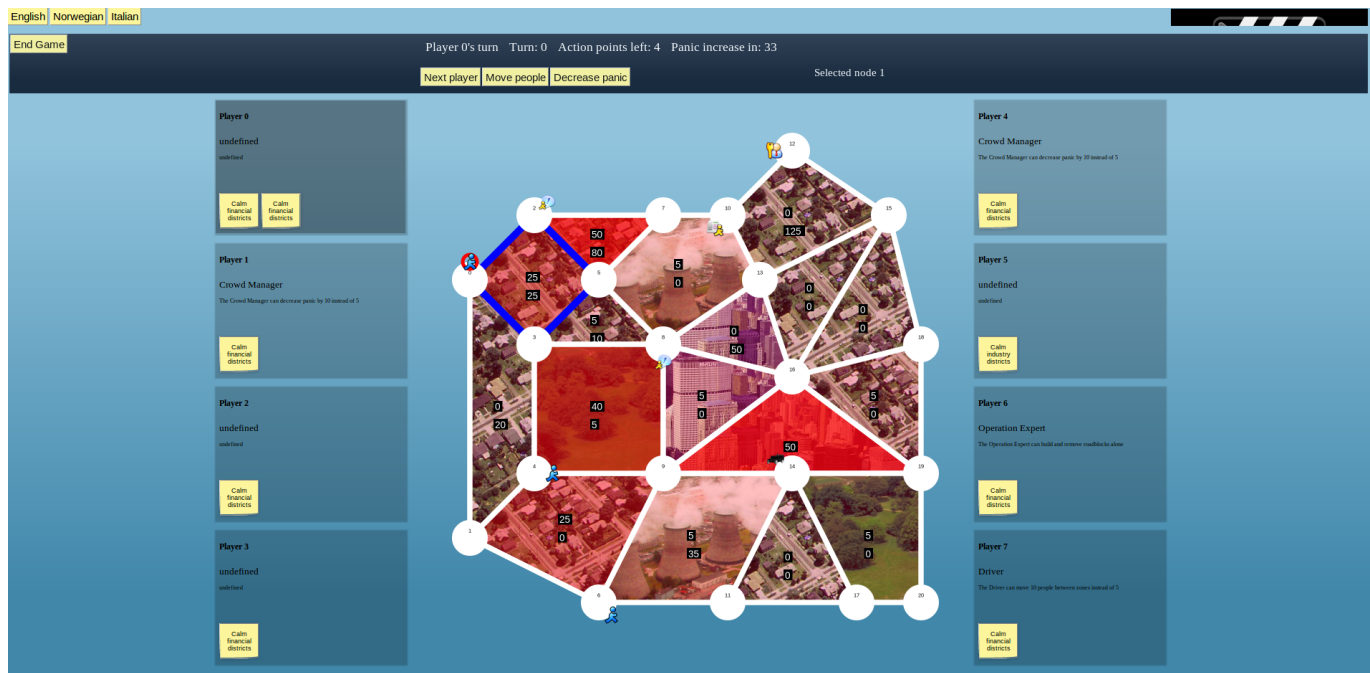 English Norwegian Italian
End Game
Player 0's turn Turn: 0 Action points left: 4 Panic increase in: 33
Next player Move people Decrease panic
Selected node 1
Player 0
undefined
undefined
Calm
financial
districts
Calm
financial
districts
Player 1
Crowd Manager
The Crowd Manager can decrease panic by 10 instead of 5
Calm
financial
districts
Player 2
undefined
undefined
Calm
financial
districts
Player 3
undefined
undefined
Calm
financial
districts
12
0
125
2
7
10
15
50
80
5
0
25
25
5
13
0
0
0
0
5
10
3
8
0
50
18
16
0
20
40
5
5
0
5
0
50
4
9
14
19
25
0
5
35
0
0
5
0
1
6
11
17
20
Player 4
Crowd Manager
The Crowd Manager can decrease panic by 10 instead of 5
Calm
financial
districts
Player 5
undefined
undefined
Calm
industry
districts
Player 6
Operation Expert
The Operation Expert can build and remove roadblocks alone
Calm
financial
districts
Player 7
Driver
The Driver can move 10 people between zones instead of 5
Calm
financial
districts